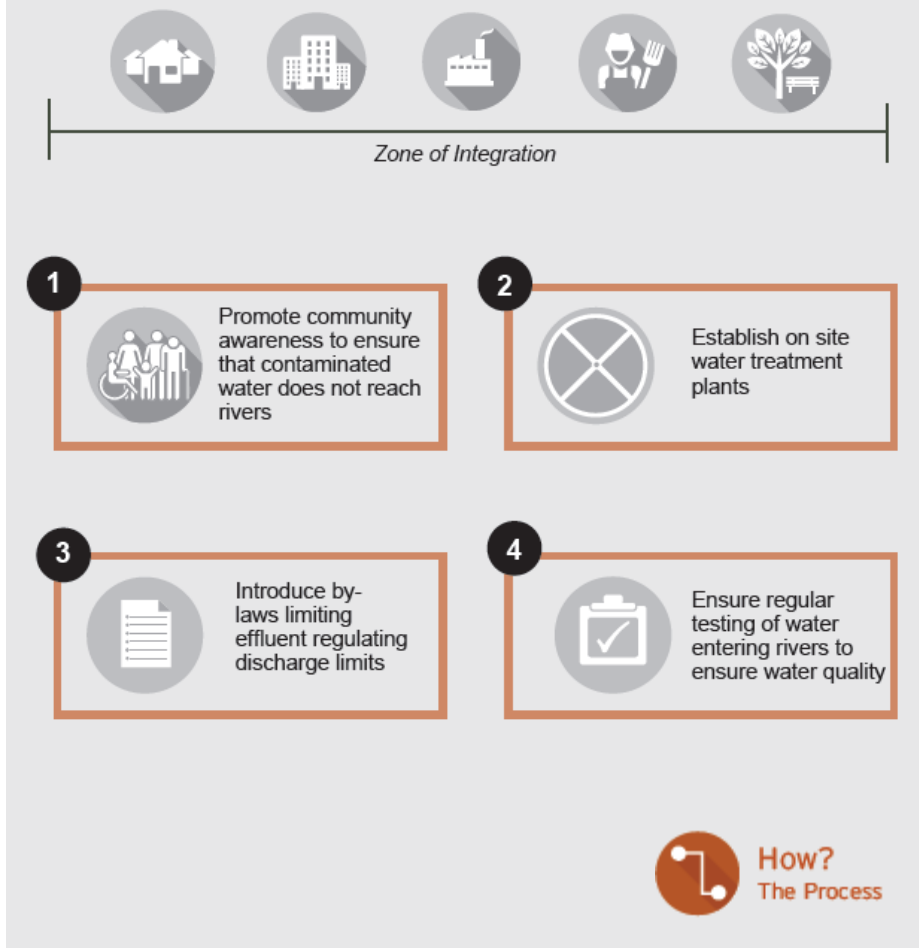 Zone of Integration
1
Promote community
awareness to ensure
that contaminated
water does not reach
rivers
2
Establish on site
water treatment
plants
3
Introduce by-
laws limiting
effluent regulating
discharge limits
4
Ensure regular
testing of water
entering rivers to
ensure water quality
How?
The Process